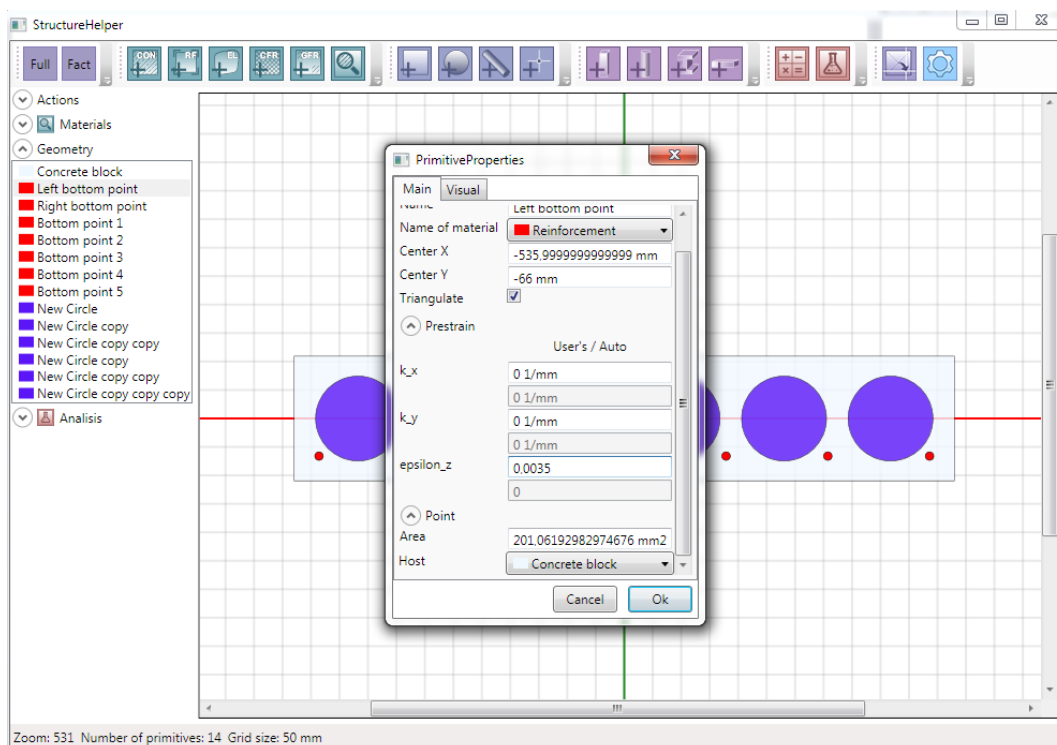 StructureHelper
Full Fact CON RF EL CFR GFR
Actions
Materials
Geometry
Concrete block
Left bottom point
Right bottom point
Bottom point 1
Bottom point 2
Bottom point 3
Bottom point 4
Bottom point 5
New Circle
New Circle copy
New Circle copy copy
New Circle copy
New Circle copy copy
New Circle copy copy copy
Analisis
PrimitiveProperties
Main Visual
Name Left bottom point
Name of material Reinforcement
Center X -535,9999999999999 mm
Center Y -66 mm
Triangulate
Prestrain
User's / Auto
k_x 0 1/mm
0 1/mm
k_y 0 1/mm
0 1/mm
epsilon_z 0,0035
0
Point
Area 201,06192982974676 mm2
Host Concrete block
Cancel Ok
Zoom: 531 Number of primitives: 14 Grid size: 50 mm